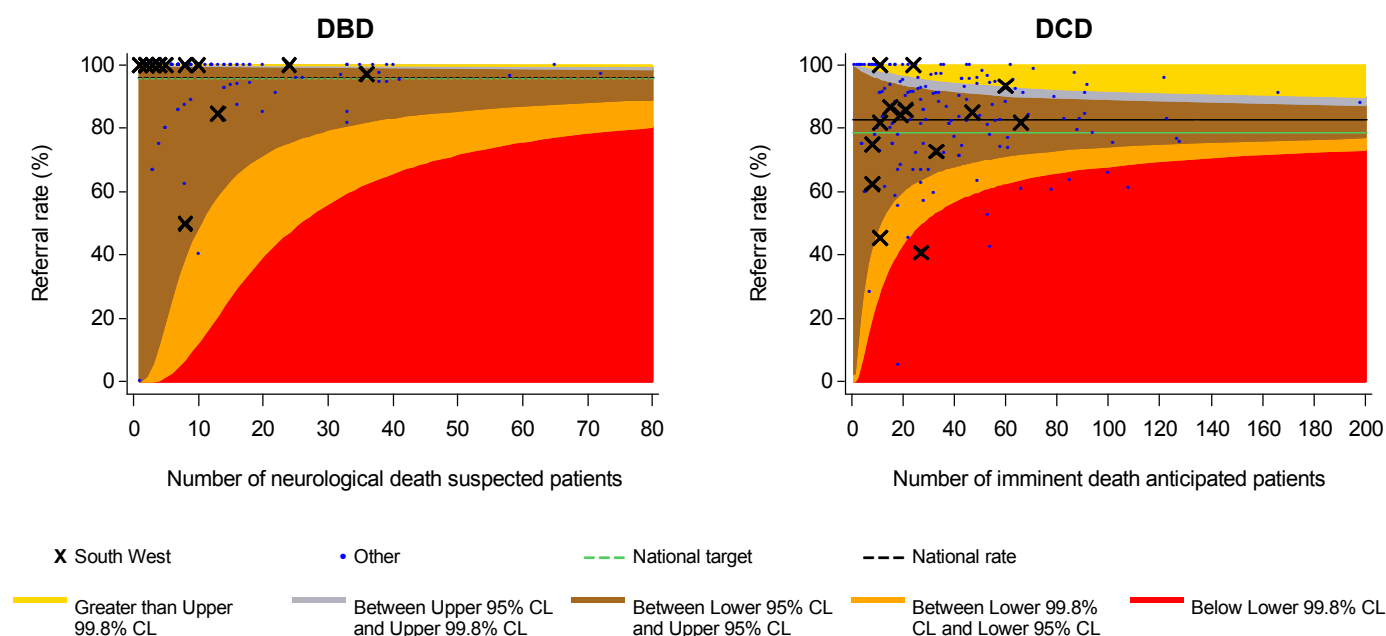 DBD
DCD
Referral rate (%)
100
80
60
40
20
0
0 10 20 30 40 50 60 70 80
Number of neurological death suspected patients
Referral rate (%)
100
80
60
40
20
0
0 20 40 60 80 100 120 140 160 180 200
Number of imminent death anticipated patients
X South West
Other
National target
National rate
Greater than Upper
99.8% CL
Between Upper 95% CL
and Upper 99.8% CL
Between Lower 95% CL
and Upper 95% CL
Between Lower 99.8%
CL and Lower 95% CL
Below Lower 99.8% CL